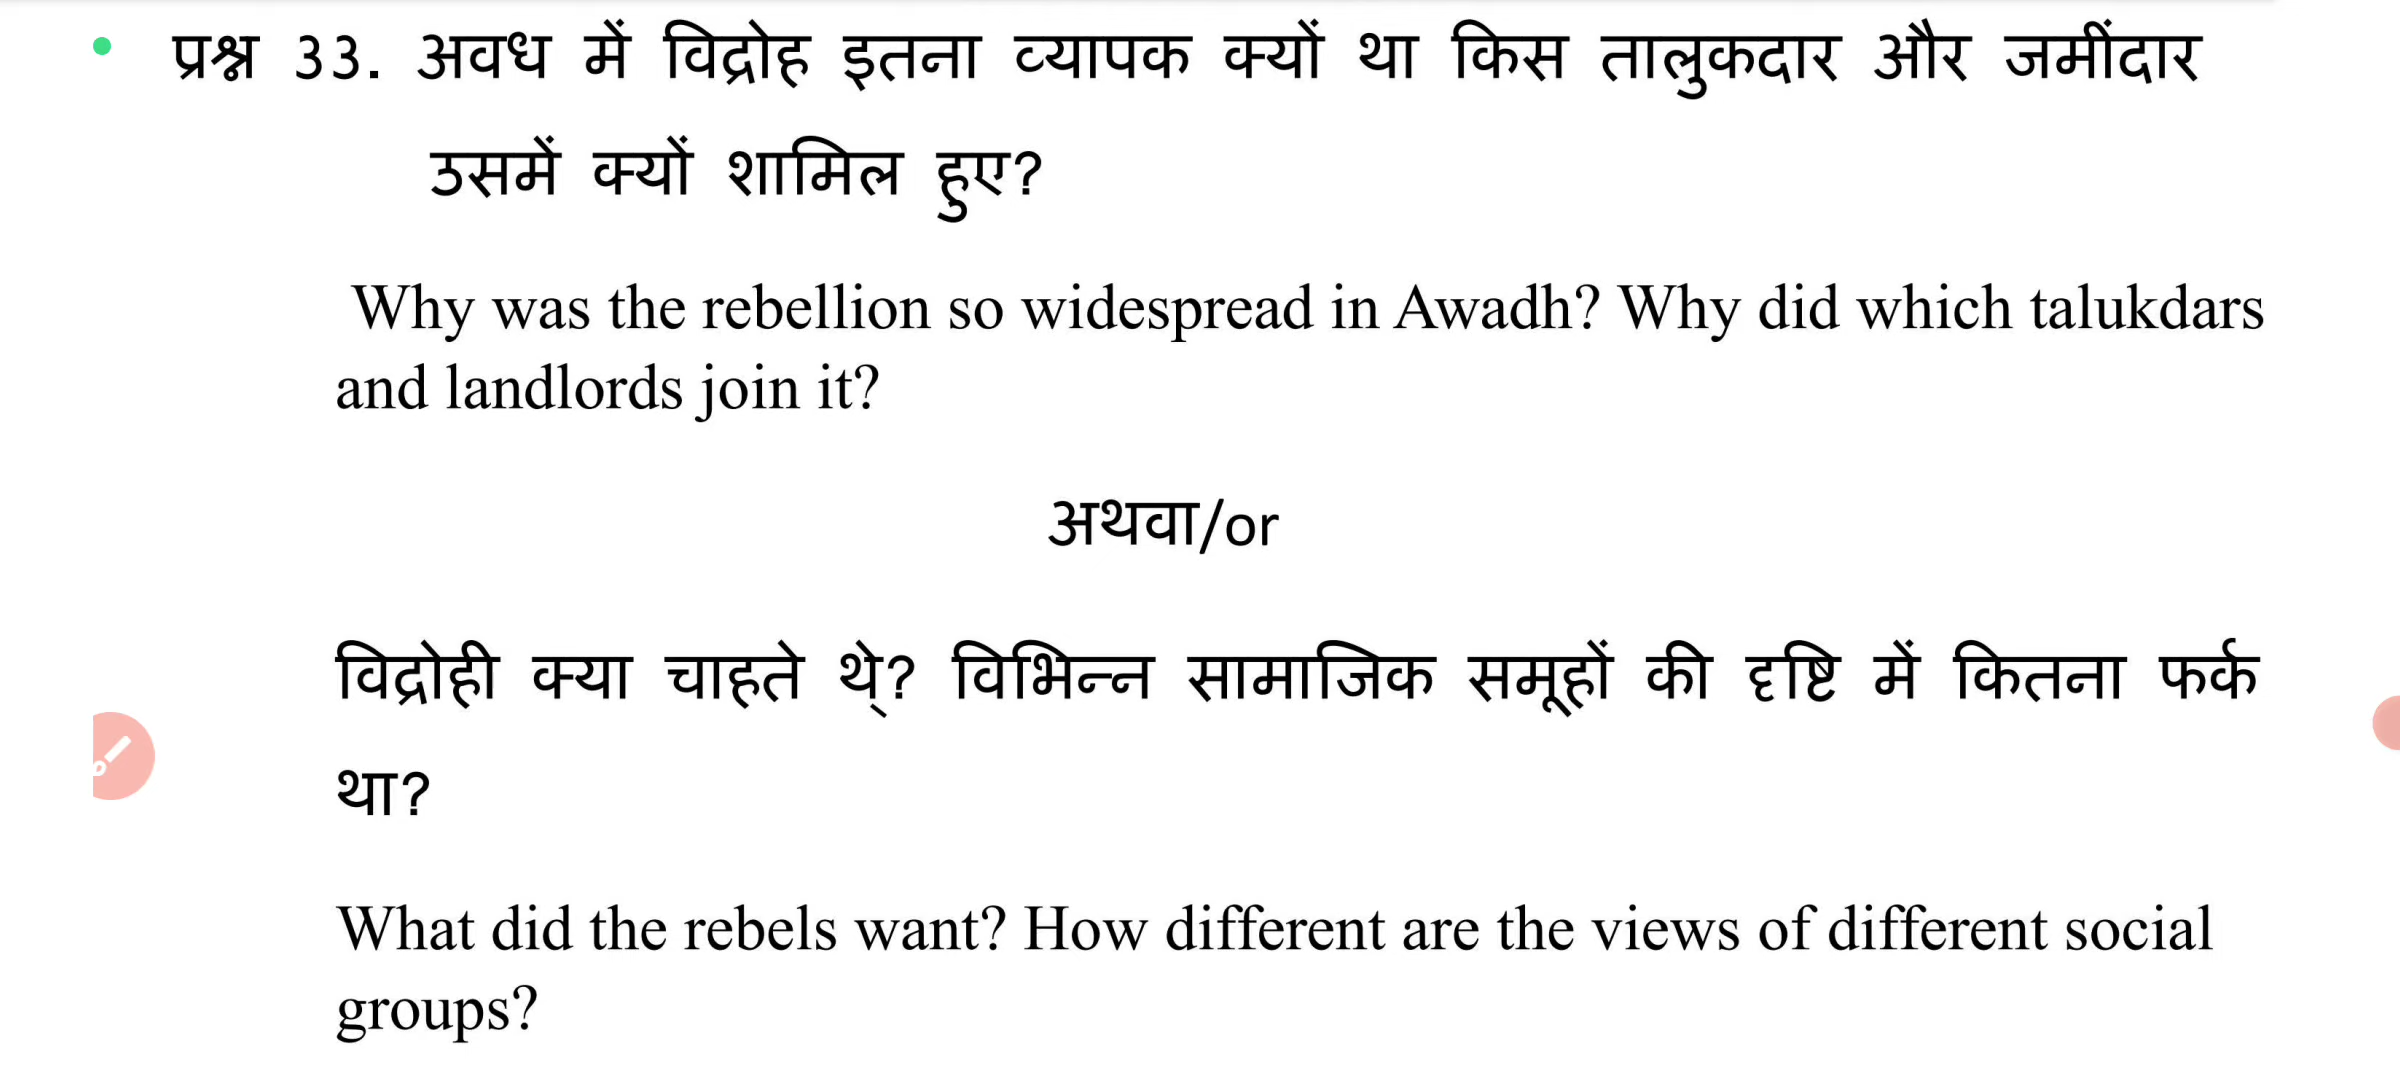 • प्रश्न 33. अवध में विद्रोह इतना व्यापक क्यों था किस तालुकदार और जमींदार
उसमें क्यों शामिल हुए?
Why was the rebellion so widespread in Awadh? Why did which talukdars
and landlords join it?
अथवा/or
विद्रोही क्या चाहते थे्? विभिन्न सामाजिक समूहों की दृष्टि में कितना फर्क
था?
What did the rebels want? How different are the views of different social
groups?